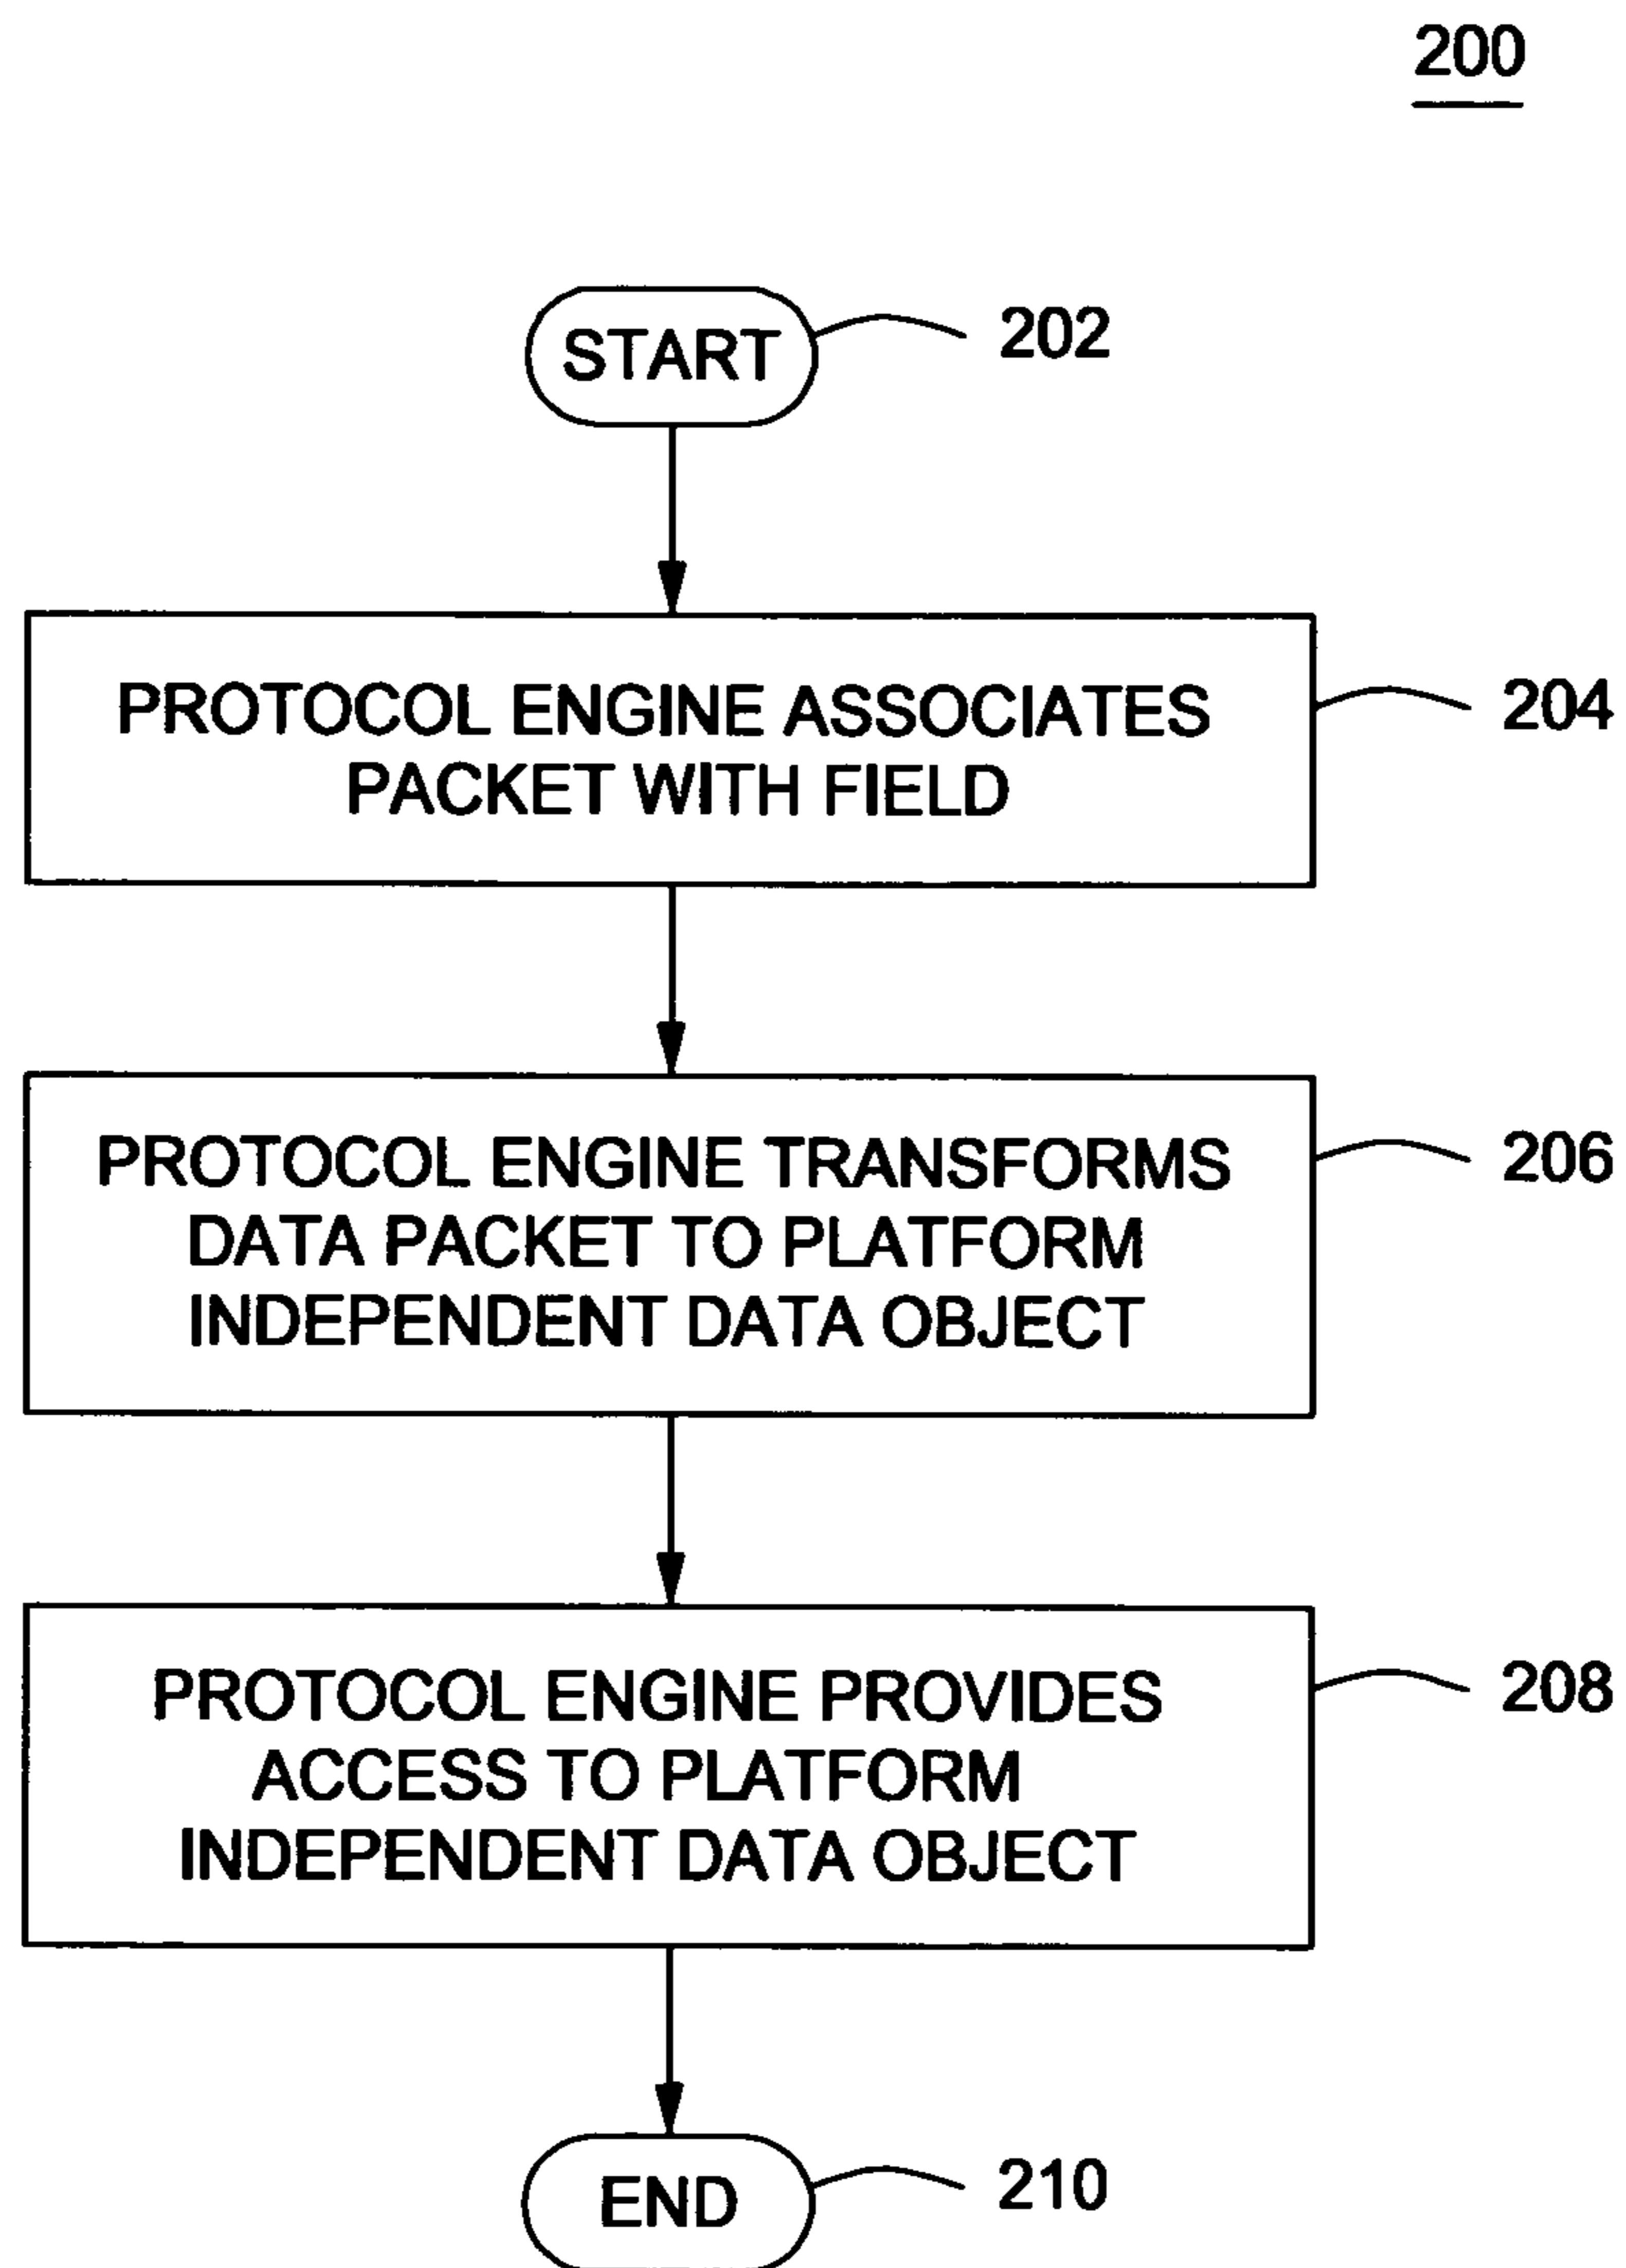 200
START
202
PROTOCOL ENGINE ASSOCIATES
PACKET WITH FIELD
204
PROTOCOL ENGINE TRANSFORMS
DATA PACKET TO PLATFORM
INDEPENDENT DATA OBJECT
206
PROTOCOL ENGINE PROVIDES
ACCESS TO PLATFORM
INDEPENDENT DATA OBJECT
208
END
210